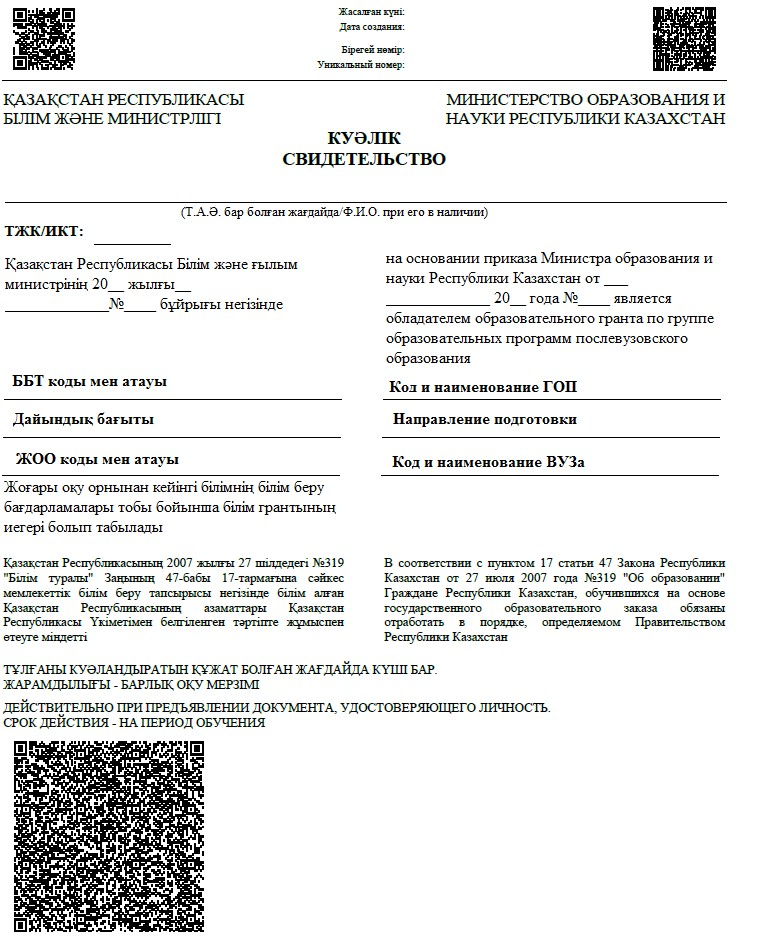 Жасалған күні:
Дата создания:
Бірегей нөмір:
Уникальный номер:
ҚАЗАҚСТАН РЕСПУБЛИКАСЫ
БІЛІМ ЖӘНЕ МИНИСТРЛІГІ
МИНИСТЕРСТВО ОБРАЗОВАНИЯ И
НАУКИ РЕСПУБЛИКИ КАЗАХСТАН
КУӘЛІК
СВИДЕТЕЛЬСТВО
(Т.А.Ә. бар болған жағдайда/Ф.И.О. при его в наличии)
ТЖК/ИКТ: ________
Қазақстан Республикасы Білім және ғылым
министрінің 20__ жылғы__
_____________№____ бұйрығы негізінде
на основании приказа Министра образования и
науки Республики Казахстан от ___
_____________ 20__ года №____ является
обладателем образовательного гранта по группе
образовательных программ послевузовского
образования
ББТ коды мен атауы
Код и наименование ГОП
Дайындық бағыты
Направление подготовки
ЖОО коды мен атауы
Код и наименование ВУЗа
Жоғары оқу орнынан кейінгі білімнің білім беру
бағдарламалары тобы бойынша білім грантының
иегері болып табылады
Қазақстан Республикасының 2007 жылғы 27 шілдедегі №319
"Білім туралы" Заңының 47-бабы 17-тармағына сәйкес
мемлекеттік білім беру тапсырысы негізінде білім алған
Қазақстан Республикасының азаматтары Қазақстан
Республикасы Үкіметімен белгіленген тәртіпте жұмыспен
өтеуге міндетті
В соответствии с пунктом 17 статьи 47 Закона Республики
Казахстан от 27 июля 2007 года №319 "Об образовании"
Граждане Республики Казахстан, обучившихся на основе
государственного образовательного заказа обязаны
отработать в порядке, определяемом Правительством
Республики Казахстан
ТҰЛҒАНЫ КУӘЛАНДЫРАТЫН ҚҰЖАТ БОЛҒАН ЖАҒДАЙДА КҮШІ БАР.
ЖАРАМДЫЛЫҒЫ - БАРЛЫҚ ОҚУ МЕРЗІМІ
ДЕЙСТВИТЕЛЬНО ПРИ ПРЕДЪЯВЛЕНИИ ДОКУМЕНТА, УДОСТОВЕРЯЮЩЕГО ЛИЧНОСТЬ.
СРОК ДЕЙСТВИЯ - НА ПЕРИОД ОБУЧЕНИЯ